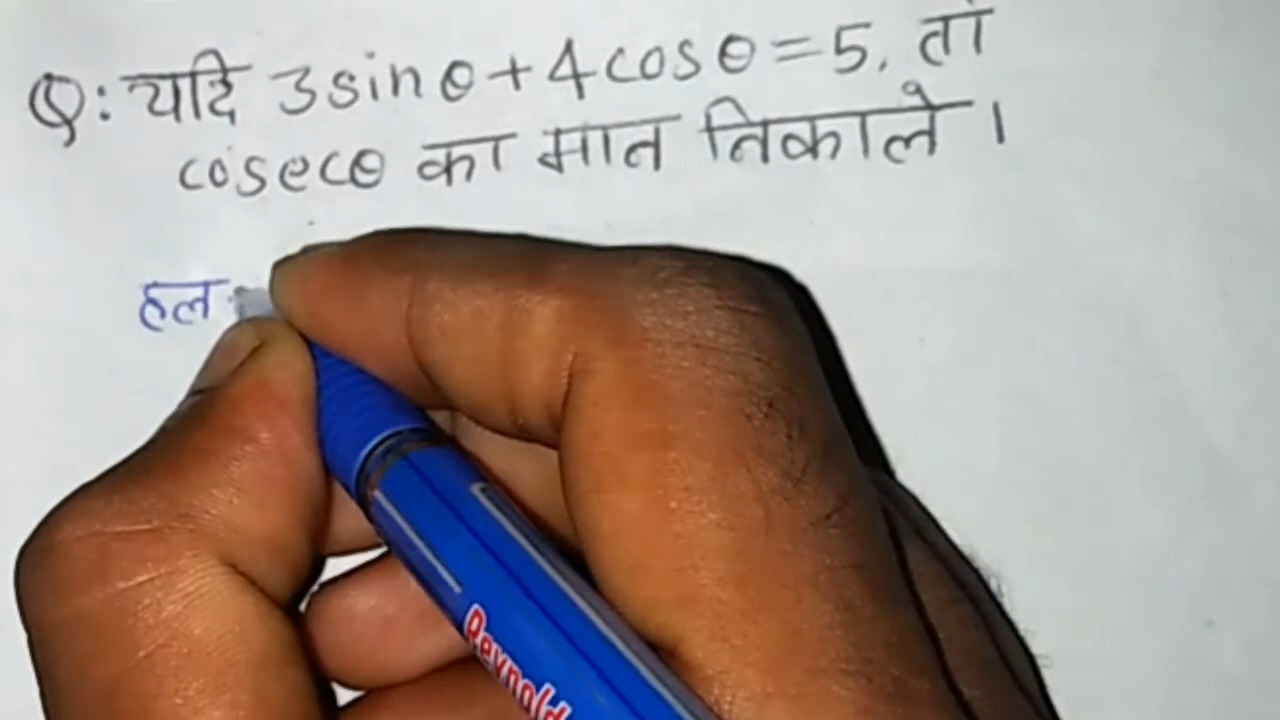 Q: यदि 3sinθ+4cosθ=5, तो
cosecθ का मान निकाले ।
हल
Reynold